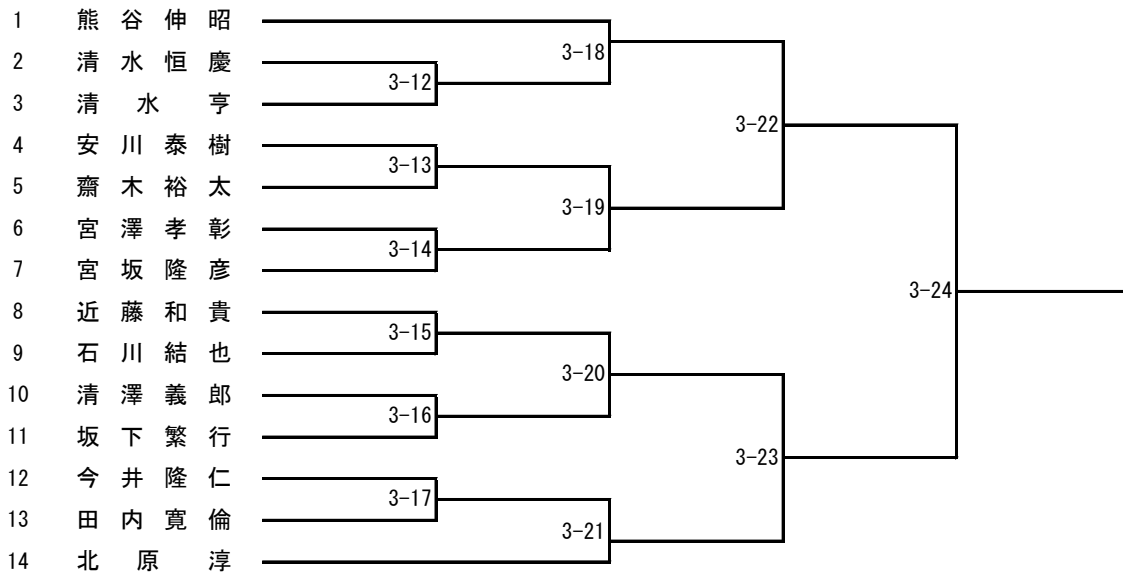 1 熊谷伸昭
3-18
2 清水恒慶
3-12
3 清水 亨
3-22
4 安川泰樹
3-13
5 齋木裕太
3-19
6 宮澤孝彰
3-14
7 宮坂隆彦
3-24
8 近藤和貴
3-15
9 石川結也
3-20
10 清澤義郎
3-16
11 坂下繁行
3-23
12 今井隆仁
3-17
13 田内寛倫
3-21
14 北原 淳